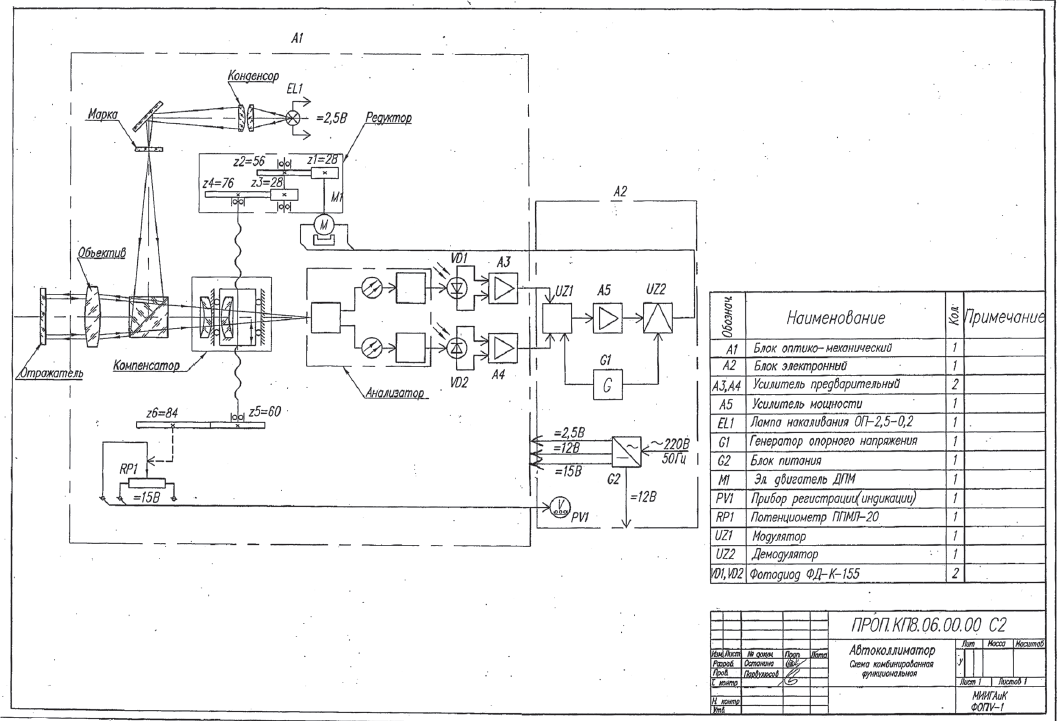 A1
Конденсор
EL1
Марка
=2,5В
Редуктор
z2=56
z1=28
z4=76
z3=28
М1
М
A2
Объектив
VD1
A3
UZ1
A5
UZ2
G1
G
Отражатель
Компенсатор
Анализатор
VD2
A4
z6=84
z5=60
=2,5В
=12В
=15В
~220В
50Гц
G2
RP1
=15В
=12В
V
PV1
Обознач.
Наименование
Кол.
Примечание
A1 Блок оптико-механический 1
A2 Блок электронный 1
A3,A4 Усилитель предварительный 2
A5 Усилитель мощности 1
EL1 Лампа накаливания ОП-2,5-0,2 1
G1 Генератор опорного напряжения 1
G2 Блок питания 1
М1 Эл. двигатель ДПМ 1
PV1 Прибор регистрации(индикации) 1
RP1 Потенциометр ППМЛ-20 1
UZ1 Модулятор 1
UZ2 Демодулятор 1
VD1,VD2 Фотодиод ФД-К-155 2
ПРОП.КП8.06.00.00 С2
Автоколлиматор
Схема комбинированная
функциональная
Лит Масса Масштаб
у
Изм. Лист № докум. Подп. Дата
Разраб. Останина
Пров.
Т. контр
Лист 1 Листов 1
Н. контр
Утв.
МИИГАиК
ФОПV-1